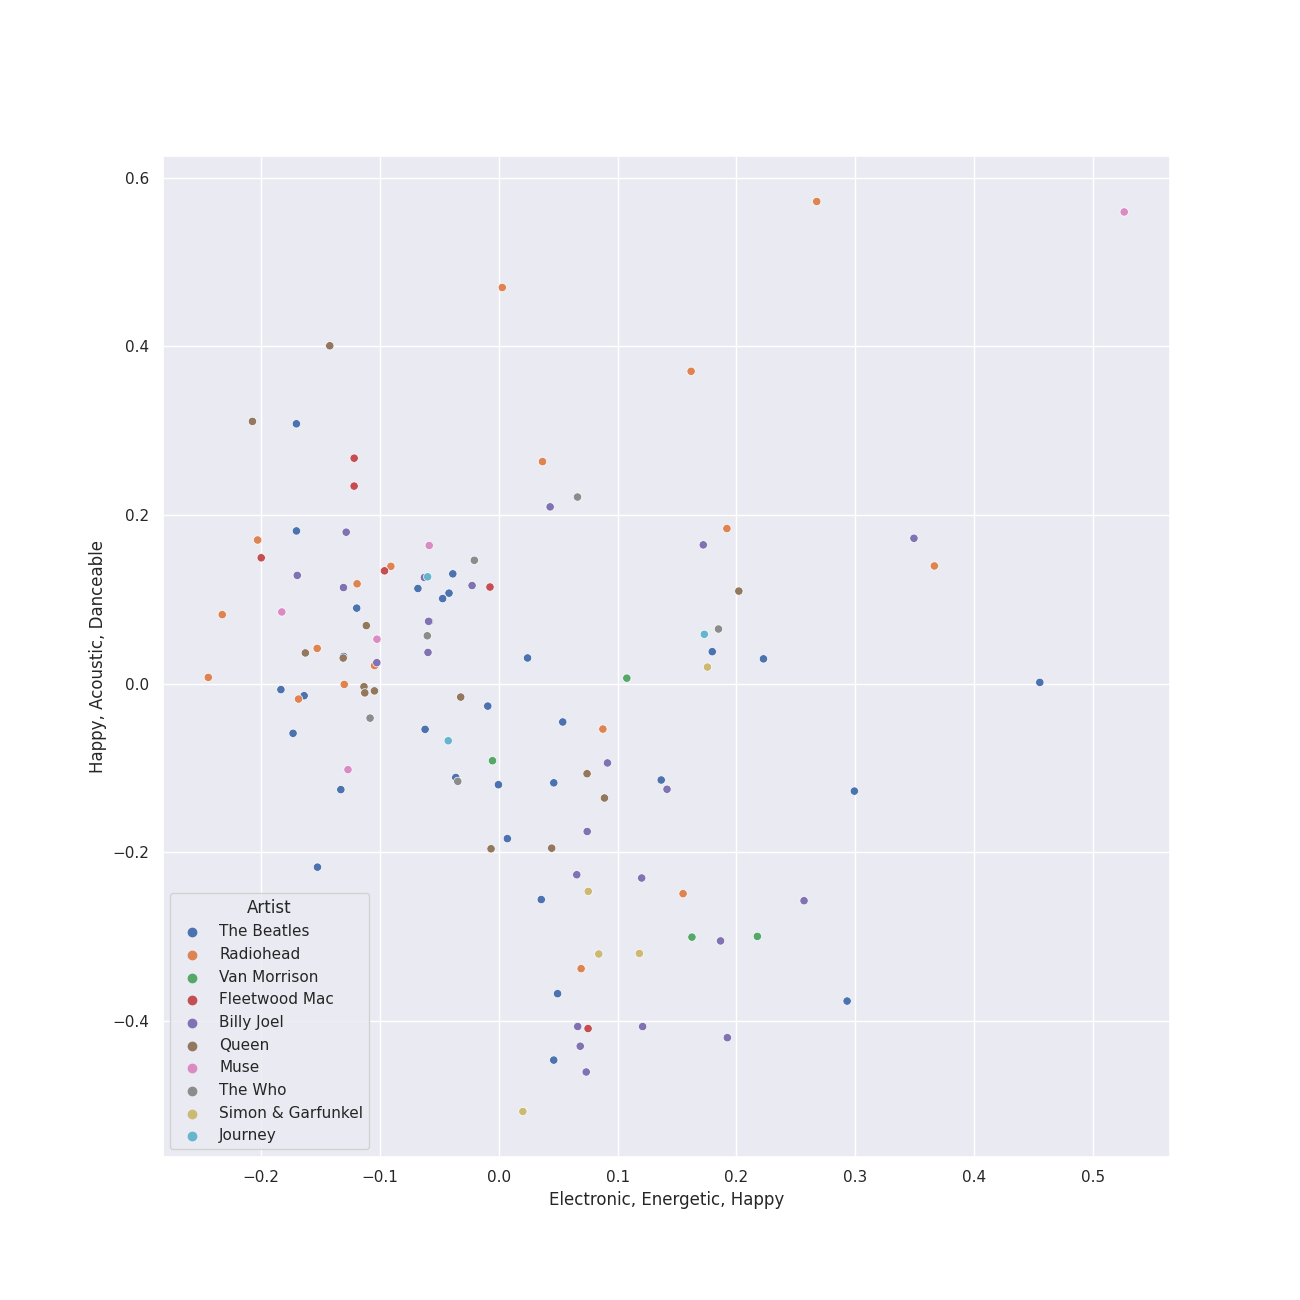 0.6
0.4
0.2
0.0
−0.2
−0.4
Happy, Acoustic, Danceable
Artist
The Beatles
Radiohead
Van Morrison
Fleetwood Mac
Billy Joel
Queen
Muse
The Who
Simon & Garfunkel
Journey
−0.2 −0.1 0.0 0.1 0.2 0.3 0.4 0.5
Electronic, Energetic, Happy